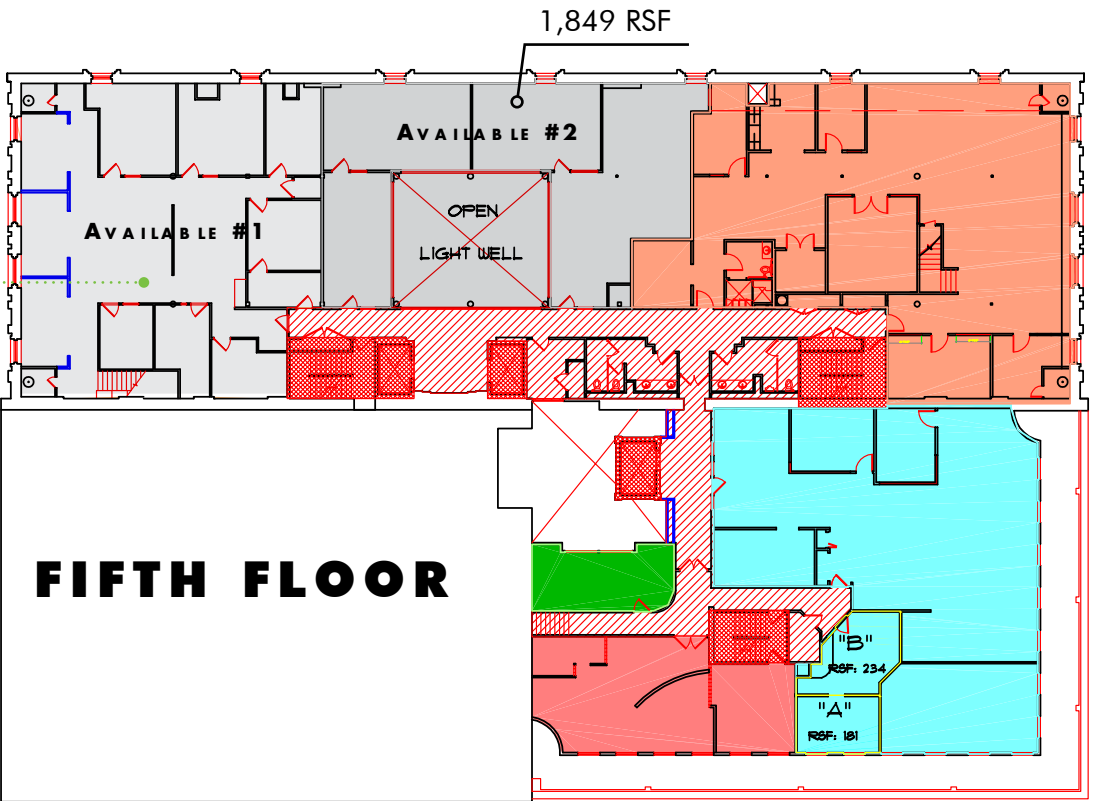 1,849 RSF
AVAILABLE #2
OPEN
LIGHT WELL
AVAILABLE #1
FIFTH FLOOR
"B"
RSF: 234
"A"
RSF: 181